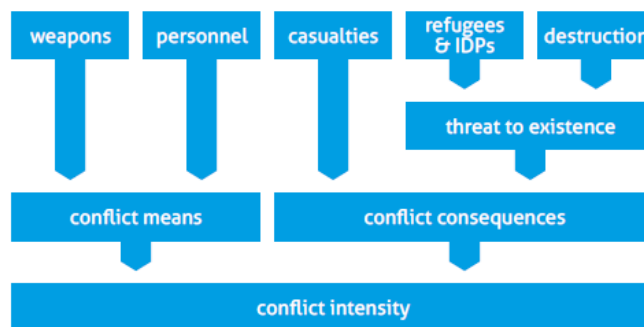 weapons
personnel
casualties
refugees
& IDPs
destruction
threat to existence
conflict means
conflict consequences
conflict intensity